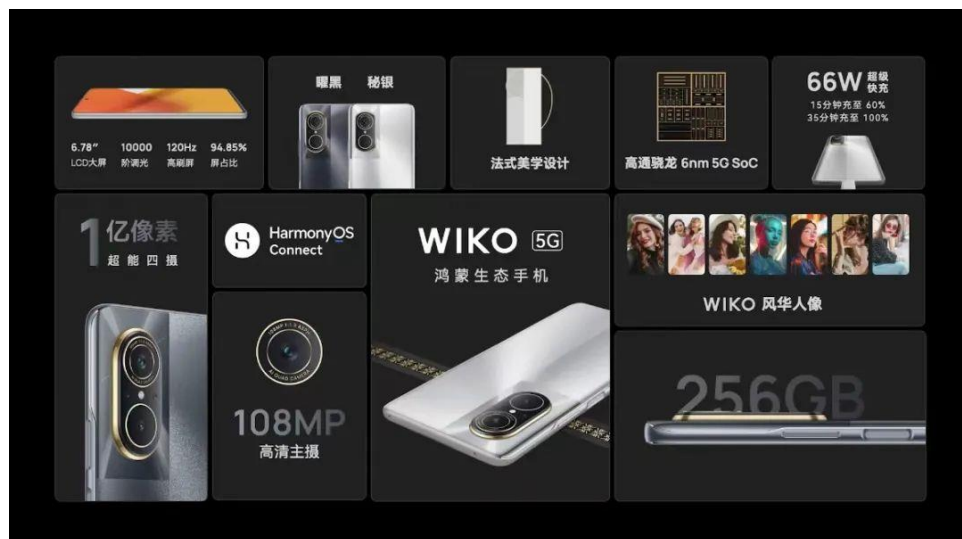 6.78"
LCD大屏
10000
阶调光
120Hz
高刷屏
94.85%
屏占比
曜黑 秘银
法式美学设计
高通骁龙 6nm 5G SoC
66W 超级快充
15分钟充至 60%
35分钟充至 100%
1亿像素
超能四摄
HarmonyOS
Connect
108MP
高清主摄
WIKO 5G
鸿蒙生态手机
WIKO 风华人像
256GB